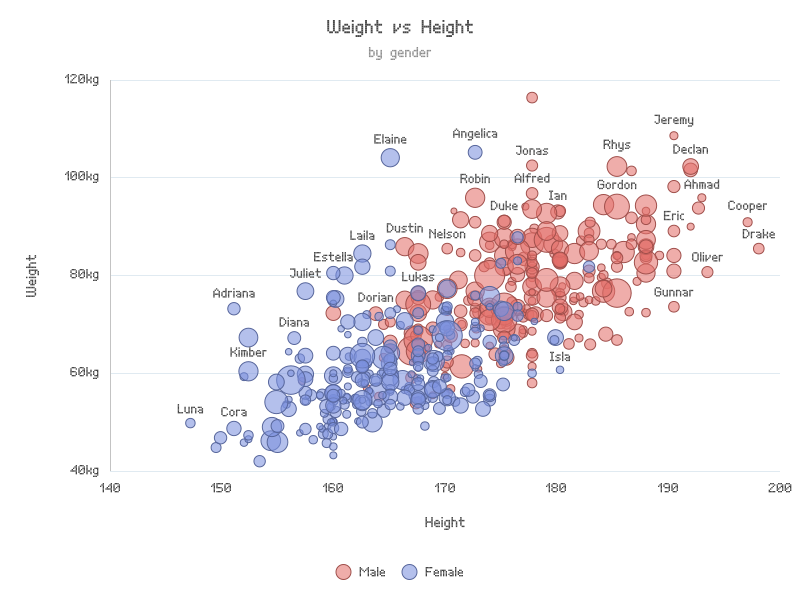 Weight vs Height
by gender
120kg
Jeremy
Angelica
Elaine
Rhys
Jonas
Declan
100kg
Robin
Alfred
Gordon
Ahmad
Ian
Duke
Cooper
Eric
Dustin
Nelson
Drake
Laila
Estella
Oliver
80kg
Juliet
Lukas
Adriana
Dorian
Gunnar
Diana
Kimber
Isla
60kg
Luna
Cora
40kg
140
150
160
170
180
190
200
Weight
Height
Male
Female